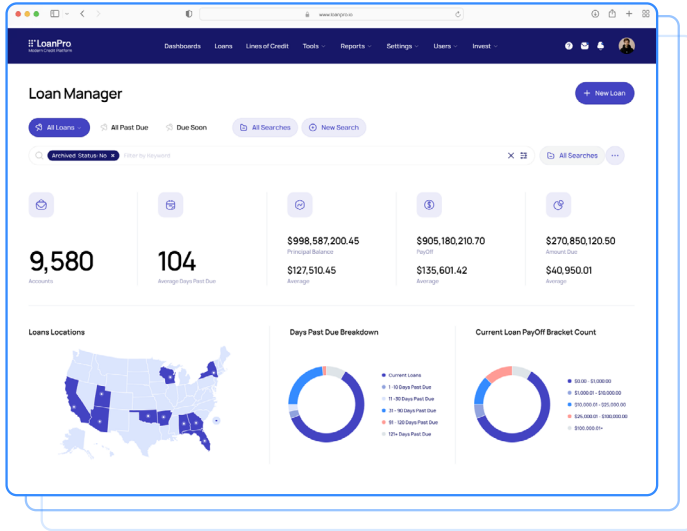 www.loanpro.io
LoanPro
Modern Credit Platform
Dashboards Loans Lines of Credit Tools Reports Settings Users Invest
Loan Manager
+ New Loan
All Loans All Past Due Due Soon All Searches New Search
Archived Status: No × Filter by Keyword
All Searches ...
9,580
Accounts
104
Average Days Past Due
$998,587,200.45
Principal Balance
$127,510.45
Average
$905,180,210.70
PayOff
$135,601.42
Average
$270,850,120.50
Amount Due
$40,950.01
Average
Loans Locations
Days Past Due Breakdown
Current Loans
1 - 10 Days Past Due
11 - 30 Days Past Due
31 - 90 Days Past Due
91 - 120 Days Past Due
121+ Days Past Due
Current Loan PayOff Bracket Count
$0.00 - $1,000.00
$1,000.01 - $10,000.00
$10,000.01 - $25,000.00
$25,000.01 - $100,000.00
$100,000.01+